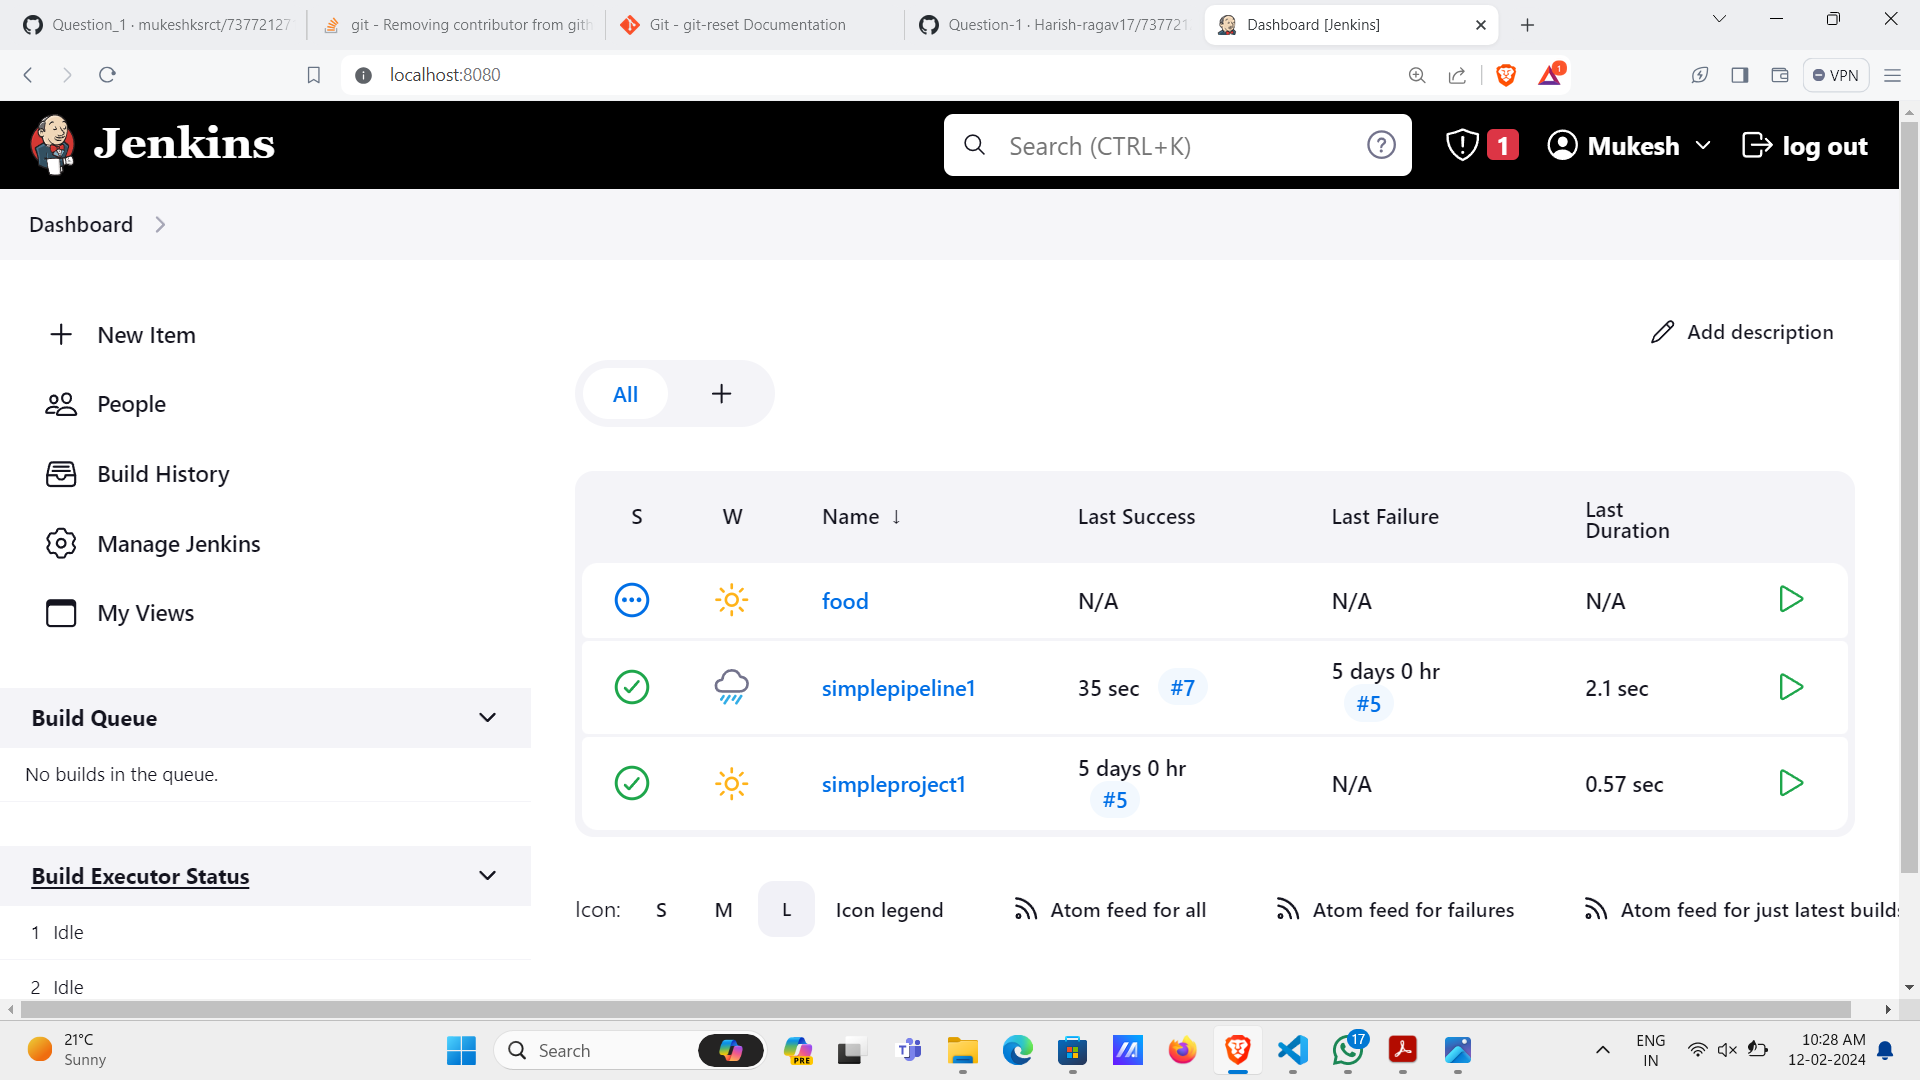 Question_1 · mukeshksrct/73772127
git - Removing contributor from gith
Git - git-reset Documentation
Question-1 · Harish-ragav17/737721
Dashboard [Jenkins]
localhost:8080
1
VPN
Jenkins
Search (CTRL+K)
?
1
Mukesh
log out
Dashboard
New Item
People
Build History
Manage Jenkins
My Views
Add description
All
+
S W Name ↓ Last Success Last Failure Last Duration
food N/A N/A N/A
simplepipeline1 35 sec #7 5 days 0 hr #5 2.1 sec
simpleproject1 5 days 0 hr #5 N/A 0.57 sec
Build Queue
No builds in the queue.
Build Executor Status
1 Idle
2 Idle
Icon: S M L Icon legend Atom feed for all Atom feed for failures Atom feed for just latest builds
21°C
Sunny
Search
PRE
17
ENG
IN
10:28 AM
12-02-2024